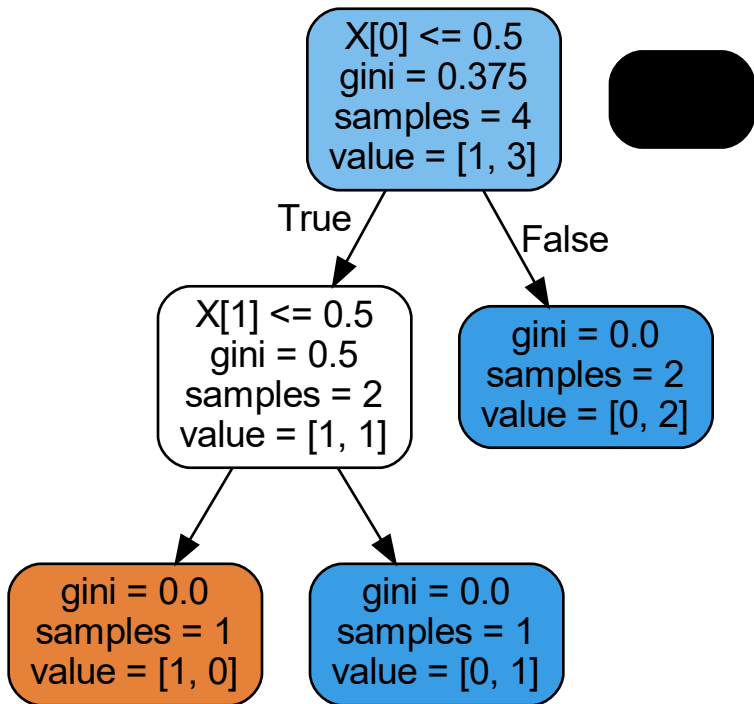 X[0] <= 0.5
gini = 0.375
samples = 4
value = [1, 3]
True
False
X[1] <= 0.5
gini = 0.5
samples = 2
value = [1, 1]
gini = 0.0
samples = 2
value = [0, 2]
gini = 0.0
samples = 1
value = [1, 0]
gini = 0.0
samples = 1
value = [0, 1]